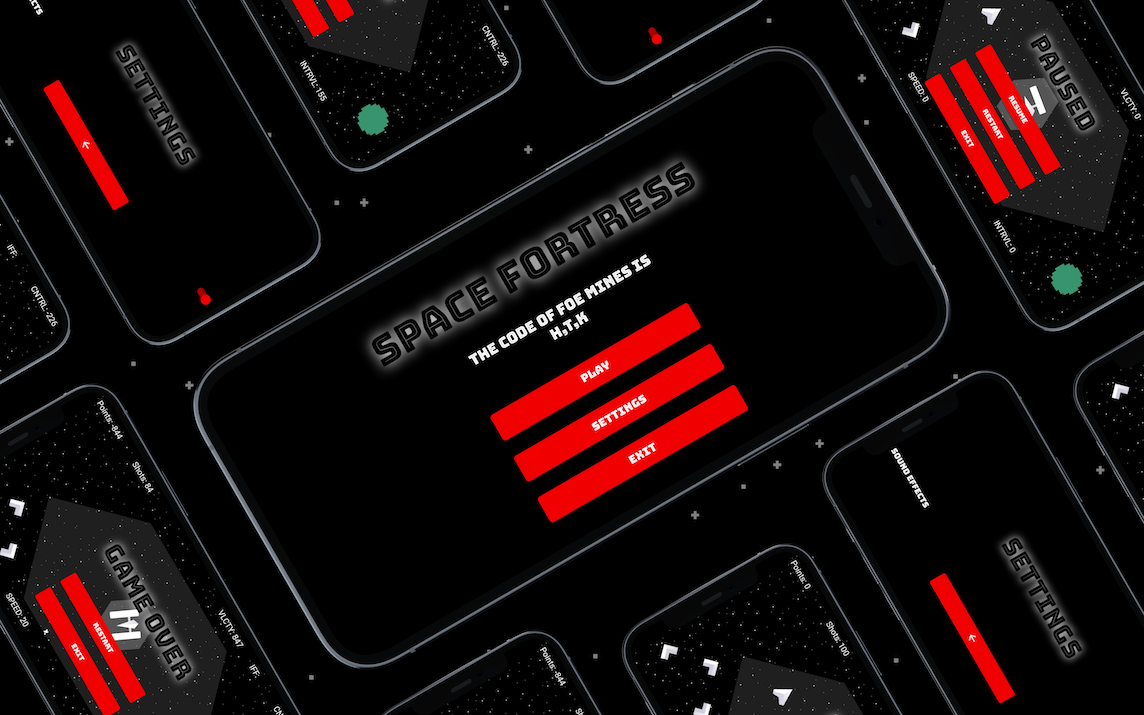 SPACE FORTRESS
THE CODE OF FOE MINES IS
H,T,K
PLAY
SETTINGS
EXIT
SETTINGS
INTRVL:155
CNTRL:-226
SPEED: 0
PAUSED
RESUME
RESTART
EXIT
VLCTY:0
INTRVL:0
IFF:
CNTRL:-226
Points:-844
Shots: 84
GAME OVER
RESTART
EXIT
SPEED: 20
VLCTY: 847
IFF:
Points:-844
Points: 0
Shots: 100
SOUND EFFECTS
SETTINGS